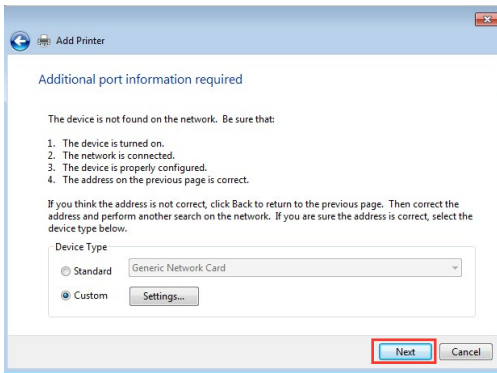 Add Printer
Additional port information required
The device is not found on the network.  Be sure that:
1.  The device is turned on.
2.  The network is connected.
3.  The device is properly configured.
4.  The address on the previous page is correct.
If you think the address is not correct, click Back to return to the previous page.  Then correct the
address and perform another search on the network.  If you are sure the address is correct, select the
device type below.
Device Type
Standard
Generic Network Card
Custom
Settings...
Next
Cancel